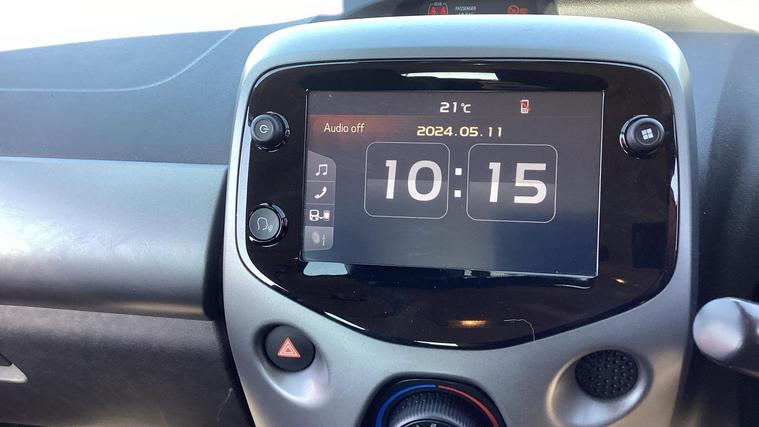 PASSENGER
21°C
Audio off
2024.05.11
10:15